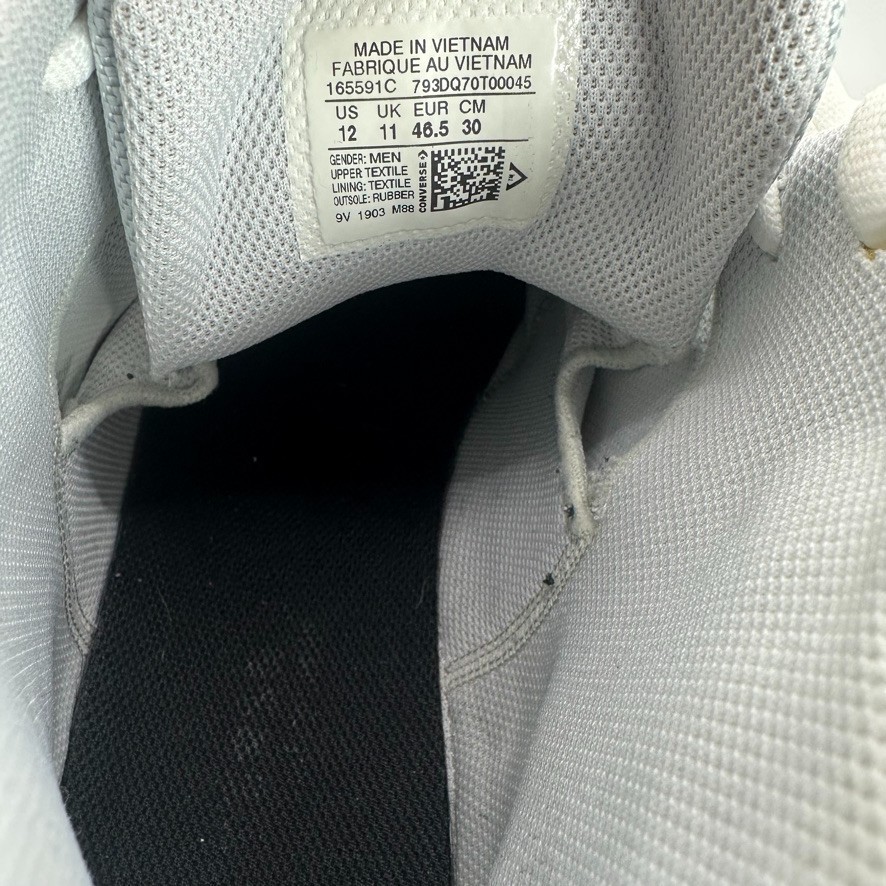 MADE IN VIETNAM
FABRIQUE AU VIETNAM
165591C 793DQ70T00045
US UK EUR CM
12 11 46.5 30
GENDER: MEN
UPPER: TEXTILE
LINING: TEXTILE
OUTSOLE: RUBBER
9V 1903 M88
CONVERSE